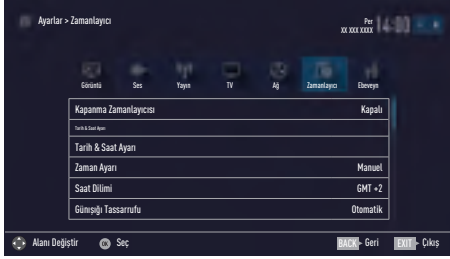 Ayarlar > Zamanlayıcı
Per
XX XXX XXXX 14:00
Görüntü Ses Yayın TV Ağ Zamanlayıcı Ebeveyn
Kapanma Zamanlayıcısı Kapalı
Tarih & Saat Ayarı
Tarih & Saat Ayarı
Zaman Ayarı Manuel
Saat Dilimi GMT +2
Günışığı Tassarrufu Otomatik
Alanı Değiştir OK Seç BACK Geri EXIT Çıkış